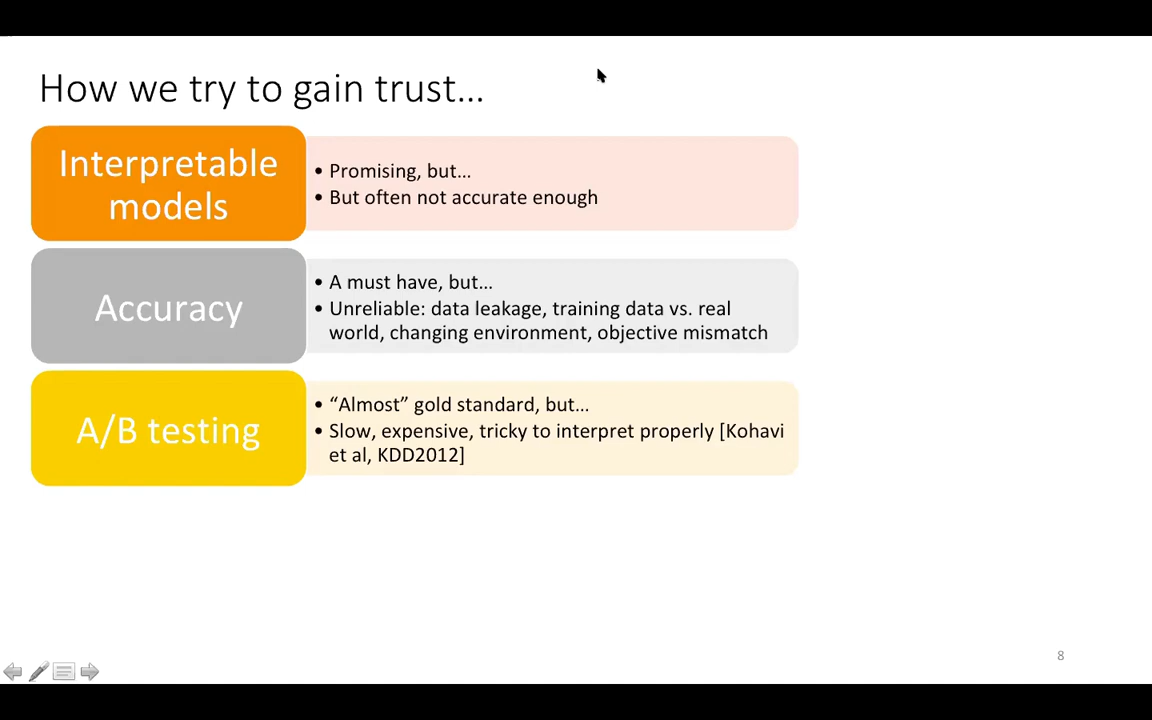 How we try to gain trust...
Interpretable
models
• Promising, but...
• But often not accurate enough
Accuracy
• A must have, but...
• Unreliable: data leakage, training data vs. real
world, changing environment, objective mismatch
A/B testing
• “Almost” gold standard, but...
• Slow, expensive, tricky to interpret properly [Kohavi
et al, KDD2012]
8